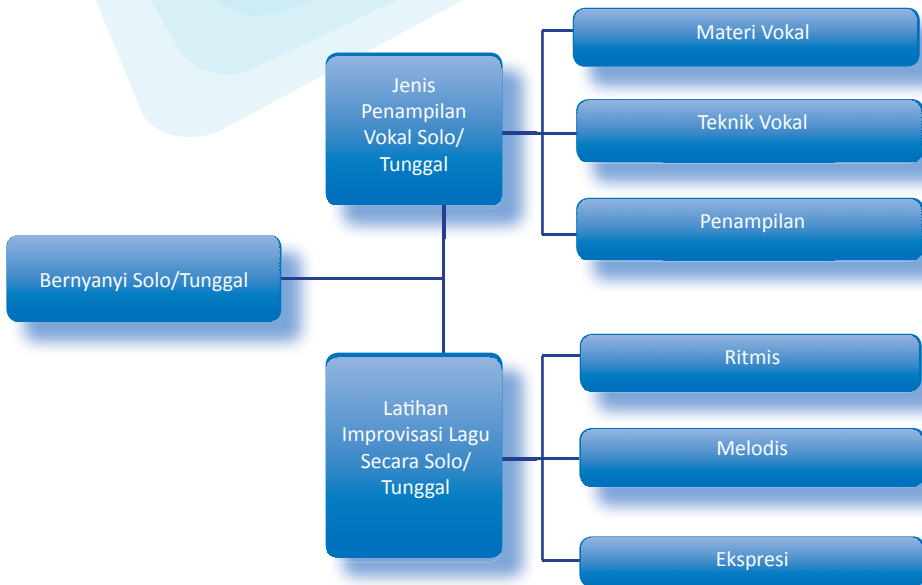 Bernyanyi Solo/Tunggal
Jenis
Penampilan
Vokal Solo/
Tunggal
Materi Vokal
Teknik Vokal
Penampilan
Latihan
Improvisasi Lagu
Secara Solo/
Tunggal
Ritmis
Melodis
Ekspresi